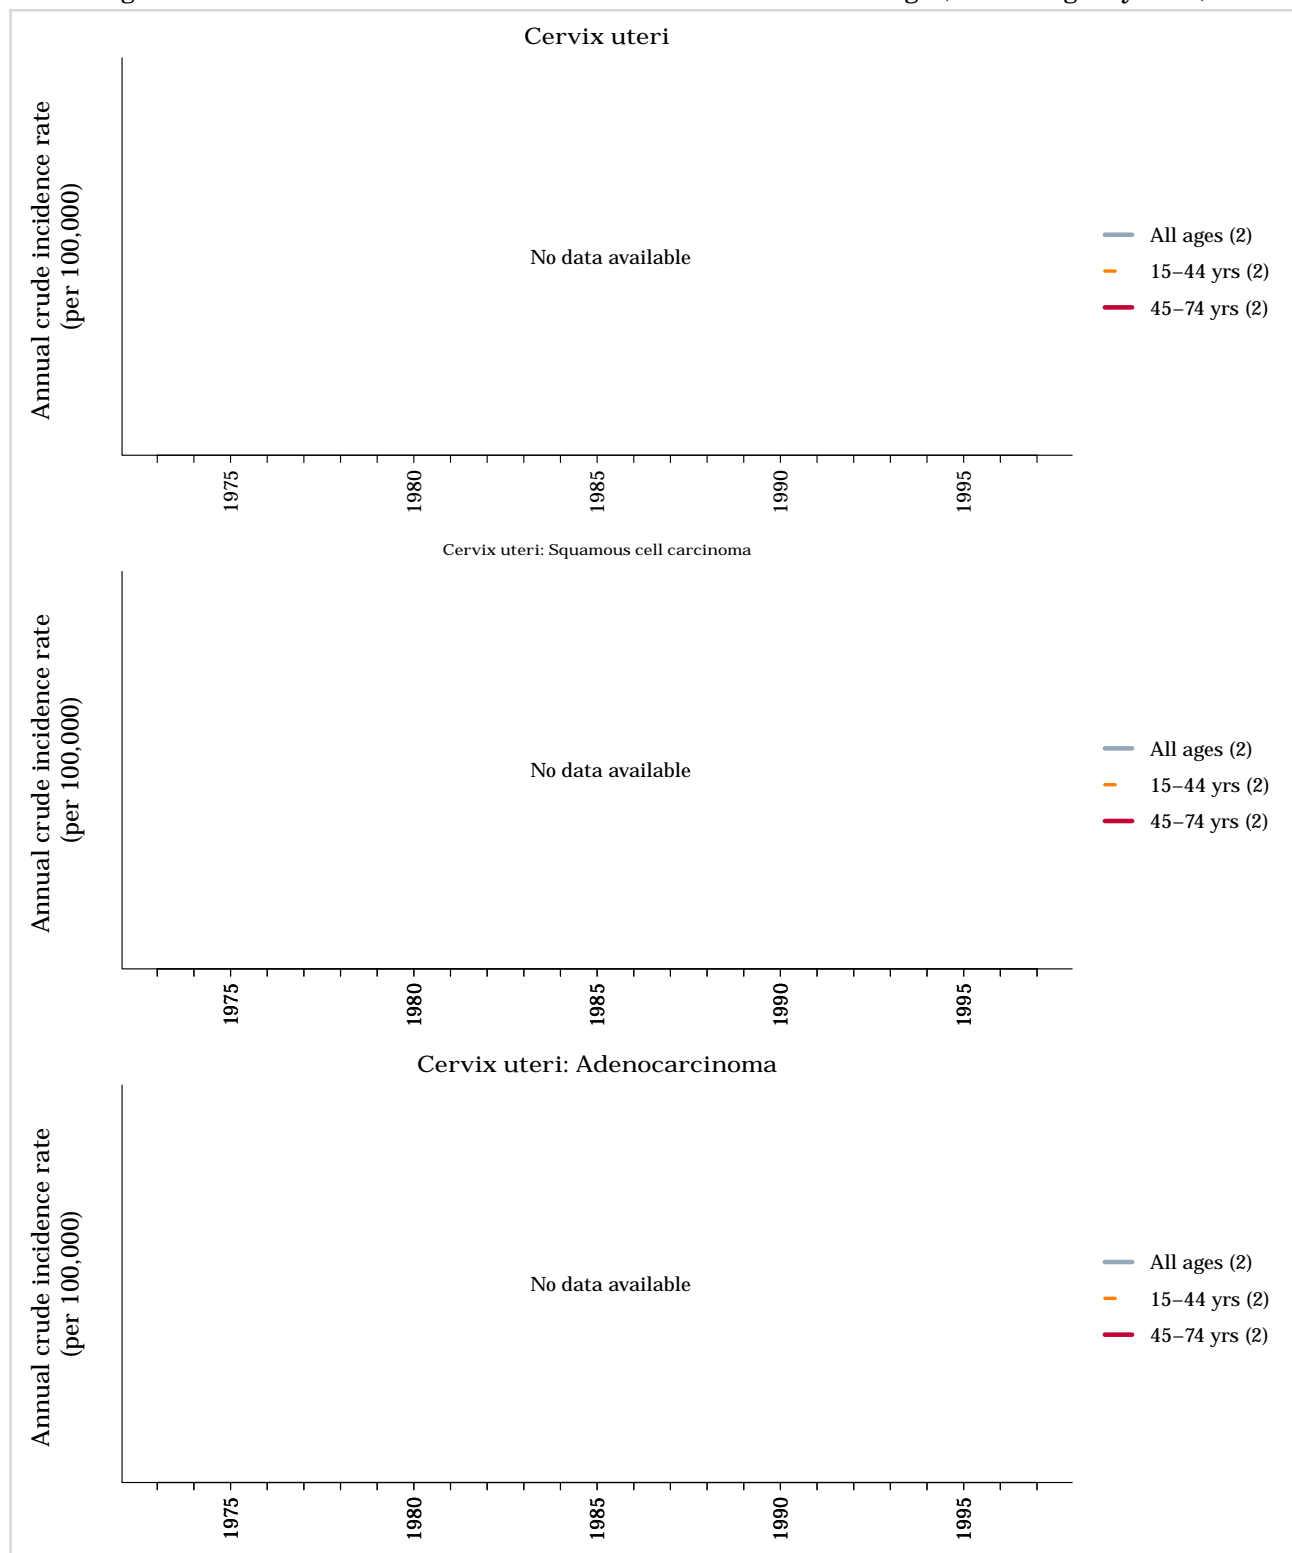 Cervix uteri
Annual crude incidence rate
(per 100,000)
No data available
All ages (2)
15–44 yrs (2)
45–74 yrs (2)
1975
1980
1985
1990
1995
Cervix uteri: Squamous cell carcinoma
Annual crude incidence rate
(per 100,000)
No data available
All ages (2)
15–44 yrs (2)
45–74 yrs (2)
1975
1980
1985
1990
1995
Cervix uteri: Adenocarcinoma
Annual crude incidence rate
(per 100,000)
No data available
All ages (2)
15–44 yrs (2)
45–74 yrs (2)
1975
1980
1985
1990
1995